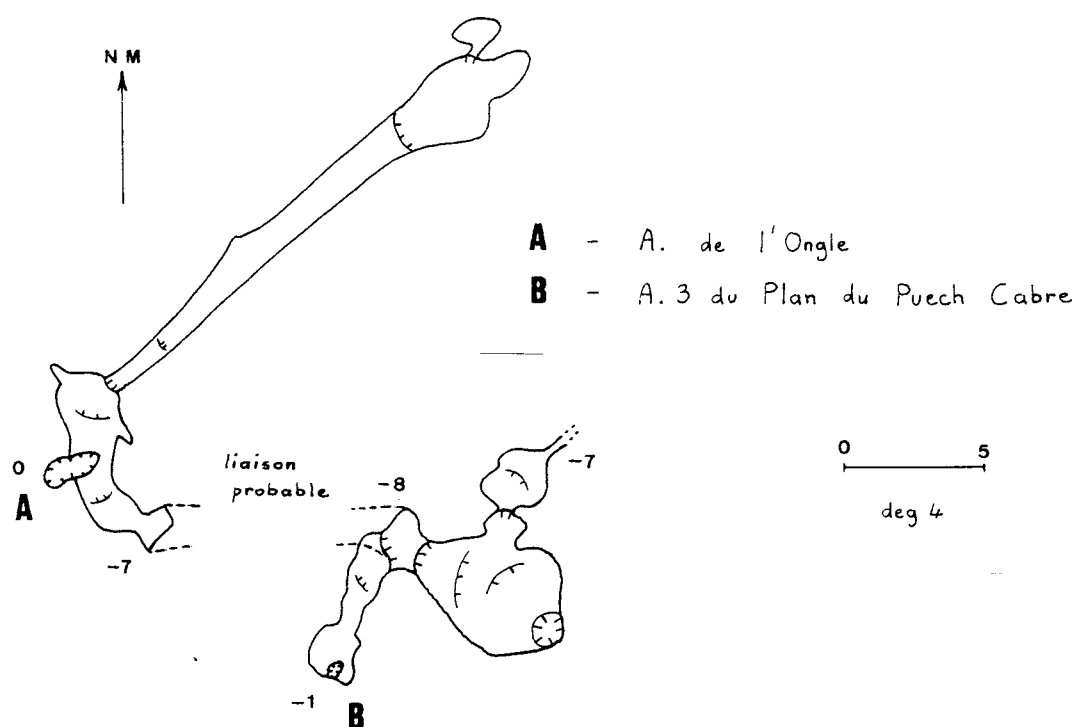 NM
A - A. de l'Ongle
B - A.3 du Plan du Puech Cabre
0
A
-7
liaison
probable
-8
-7
-1
B
0 5
deg 4